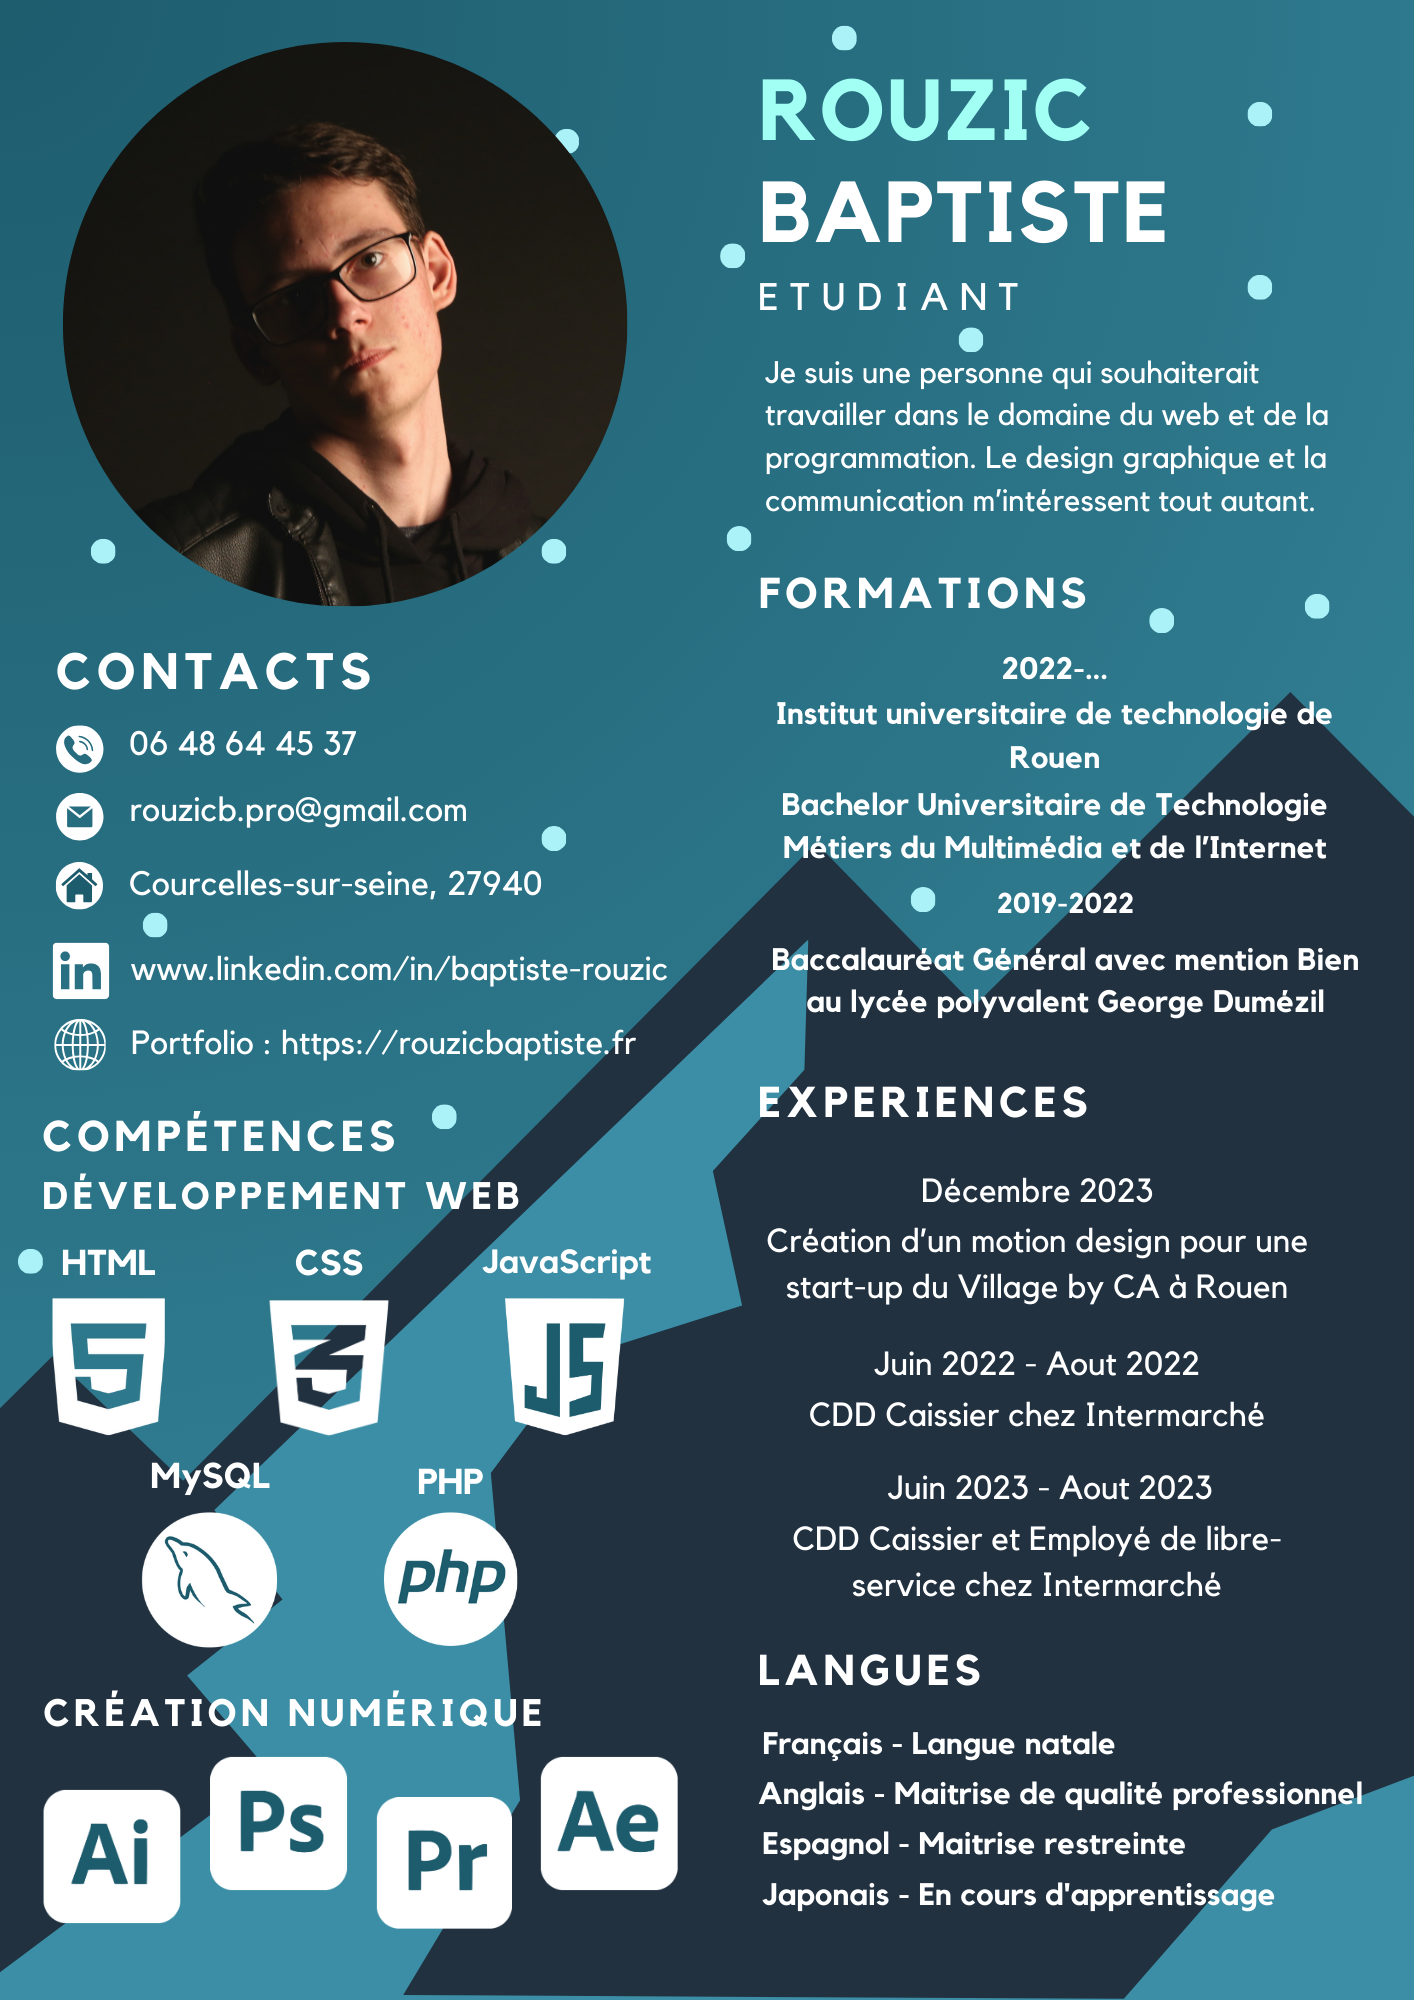 ROUZIC
BAPTISTE
ETUDIANT
Je suis une personne qui souhaiterait
travailler dans le domaine du web et de la
programmation. Le design graphique et la
communication m'intéressent tout autant.
CONTACTS
06 48 64 45 37
rouzicb.pro@gmail.com
Courcelles-sur-seine, 27940
in
www.linkedin.com/in/baptiste-rouzic
Portfolio : https://rouzicbaptiste.fr
COMPÉTENCES
DÉVELOPPEMENT WEB
HTML
CSS
JavaScript
5
3
JS
MySQL
PHP
php
CRÉATION NUMÉRIQUE
Ai
Ps
Pr
Ae
FORMATIONS
2022-...
Institut universitaire de technologie de
Rouen
Bachelor Universitaire de Technologie
Métiers du Multimédia et de l'Internet
2019-2022
Baccalauréat Général avec mention Bien
au lycée polyvalent George Dumézil
EXPERIENCES
Décembre 2023
Création d'un motion design pour une
start-up du Village by CA à Rouen
Juin 2022 - Aout 2022
CDD Caissier chez Intermarché
Juin 2023 - Aout 2023
CDD Caissier et Employé de libre-
service chez Intermarché
LANGUES
Français - Langue natale
Anglais - Maitrise de qualité professionnel
Espagnol - Maitrise restreinte
Japonais - En cours d'apprentissage